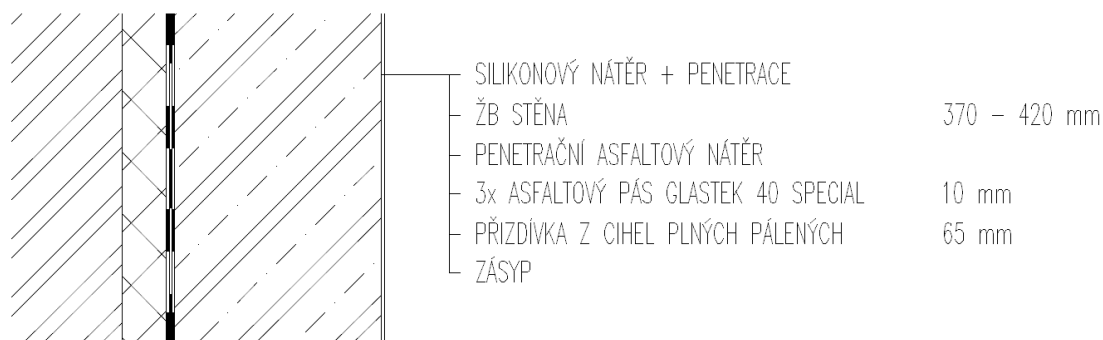 SILIKONOVÝ NÁTĚR + PENETRACE
ŽB STĚNA 370 – 420 mm
PENETRAČNÍ ASFALTOVÝ NÁTĚR
3x ASFALTOVÝ PÁS GLASTEK 40 SPECIAL 10 mm
PŘIZDÍVKA Z CIHEL PLNÝCH PÁLENÝCH 65 mm
ZÁSYP